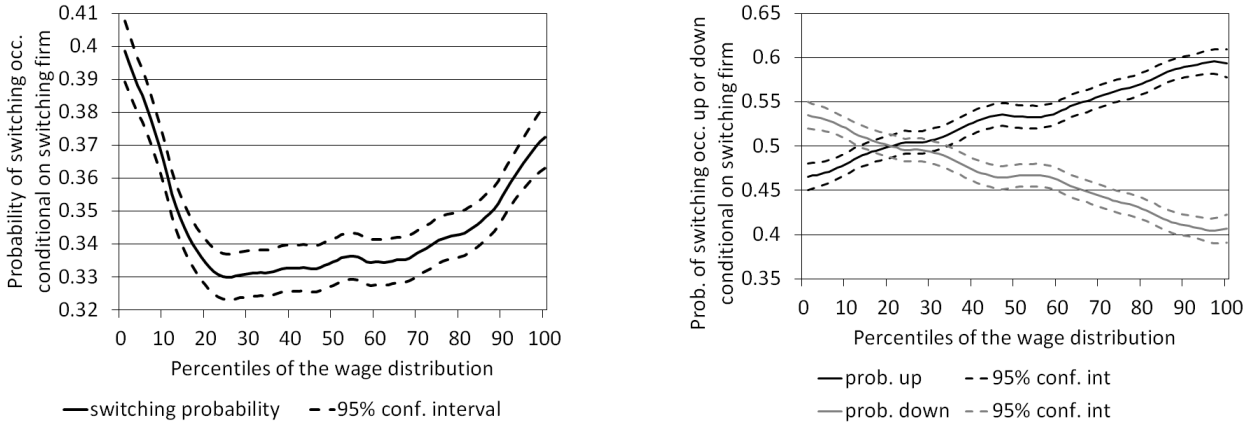 Probability of switching occ.
conditional on switching firm
0.41
0.4
0.39
0.38
0.37
0.36
0.35
0.34
0.33
0.32
0 10 20 30 40 50 60 70 80 90 100
Percentiles of the wage distribution
switching probability 95% conf. interval
Prob. of switching occ. up or down
conditional on switching firm
0.65
0.6
0.55
0.5
0.45
0.4
0.35
0 10 20 30 40 50 60 70 80 90 100
Percentiles of the wage distribution
prob. up 95% conf. int
prob. down 95% conf. int